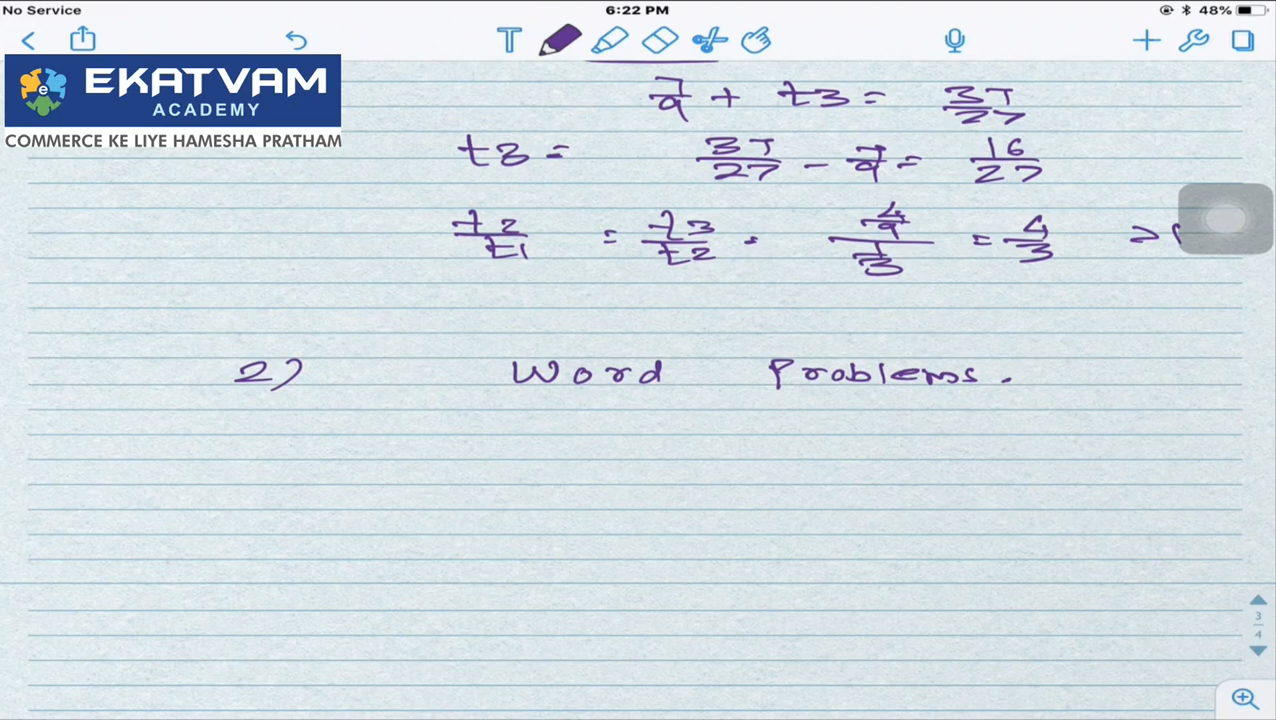 No Service 6:22 PM 48%
T
EKATVAM
ACADEMY
COMMERCE KE LIYE HAMESHA PRATHAM
7/9 + t3 = 37/27
t3 = 37/27 - 7/9 = 16/27
t2/t1 = t3/t2 = 4/9 / 1/3 = 4/3 =>
2) Word Problems.
3
4